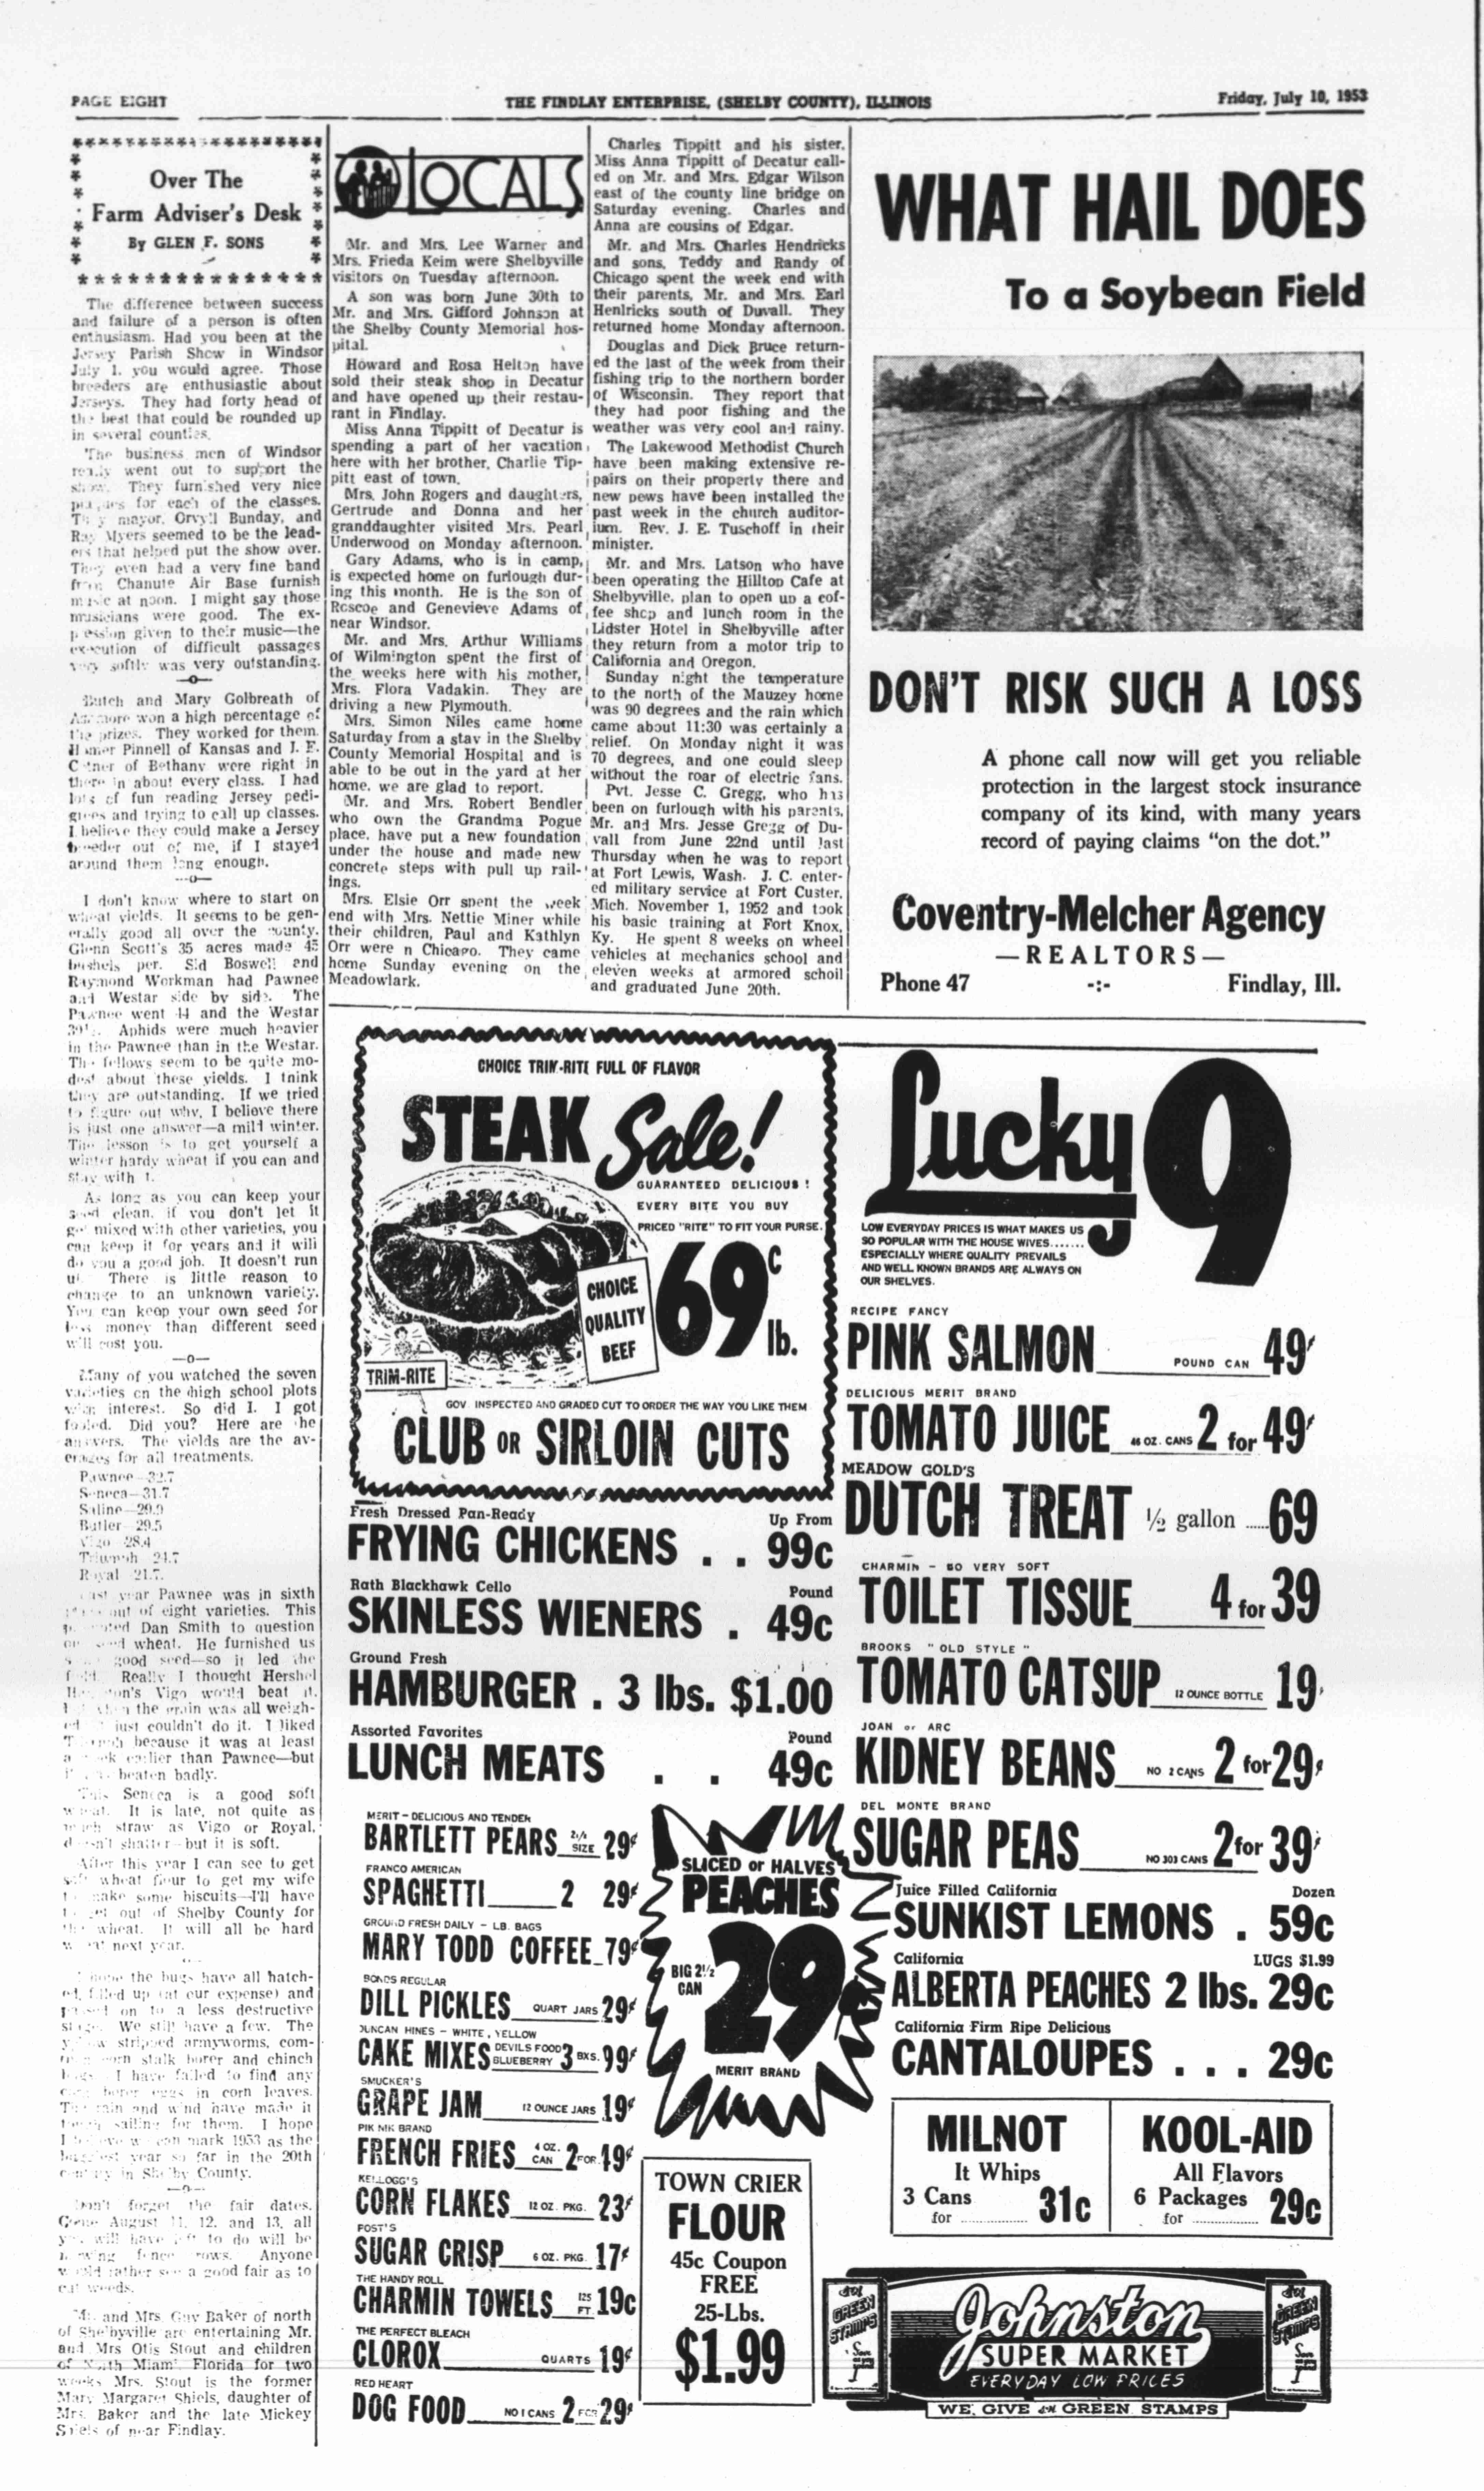 PAGE EIGHT
THE FINDLAY ENTERPRISE, (SHELBY COUNTY), ILLINOIS
Friday, July 10, 1953
Over The
Farm Adviser's Desk
By GLEN F. SONS
The difference between success
and failure of a person is often
enthusiasm. Had you been at the
Jersey Parish Show in Windsor
July 1, you would agree. Those
breeders are enthusiastic about
Jerseys. They had forty head of
the best that could be rounded up
in several counties.
The business men of Windsor
really went out to support the
show. They furnished very nice
for each of the classes.
mayor, Orvyll Bunday, and
Ray Myers seemed to be the lead-
ers that helped put the show over.
They even had a very fine band
from Chanute Air Base furnish
music at noon. I might say those
musicians were good. The ex-
pression given to their music—the
execution of difficult passages
very softly was very outstanding.
—o—
Butch and Mary Golbreath of
won a high percentage of
the prizes. They worked for them.
Homer Pinnell of Kansas and J. F.
of Bethany were right in
there in about every class. I had
lots of fun reading Jersey pedi-
grees and trying to call up classes.
I believe they could make a Jersey
breeder out of me, if I stayed
around them long enough.
—o—
I don't know where to start on
wheat yields. It seems to be gen-
erally good all over the county.
Glenn Scott's 35 acres made 45
bushels per. Sid Boswell and
Raymond Workman had Pawnee
and Westar side by side. The
Pawnee went 44 and the Westar
Aphids were much heavier
in the Pawnee than in the Westar.
The fellows seem to be quite mo-
dest about these yields. I think
they are outstanding. If we tried
to figure out why, I believe there
is just one answer—a mild winter.
The lesson is to get yourself a
winter hardy wheat if you can and
stay with t.
As long as you can keep your
seed clean, if you don't let it
get mixed with other varieties, you
can keep it for years and it will
do you a good job. It doesn't run
There is little reason to
change to an unknown variety.
You can keep your own seed for
less money than different seed
will cost you.
—o—
Many of you watched the seven
varieties on the high school plots
with interest. So did I. I got
fooled. Did you? Here are the
answers. The yields are the av-
erages for all treatments.
Pawnee—32.7
Seneca—31.7
Saline—29.9
Butler—29.5
Vigo—28.4
Triumph—24.7
Royal—21.7.
Last year Pawnee was in sixth
out of eight varieties. This
Dan Smith to question
wheat. He furnished us
good seed—so it led the
Really I thought Hershel
Vigo would beat it.
the grain was all weigh-
just couldn't do it. I liked
because it was at least
earlier than Pawnee—but
beaten badly.
This Seneca is a good soft
wheat. It is late, not quite as
straw as Vigo or Royal,
doesn't shatter—but it is soft.
After this year I can see to get
soft wheat flour to get my wife
to make some biscuits—I'll have
to get out of Shelby County for
the wheat. It will all be hard
next year.
I hope the bugs have all hatch-
ed, filled up (at our expense) and
passed on to a less destructive
stage. We still have a few. The
yellow stripped armyworms, com-
corn stalk borer and chinch
bugs. I have failed to find any
corn borer eggs in corn leaves.
The rain and wind have made it
sailing for them. I hope
can mark 1953 as the
year so far in the 20th
century in Shelby County.
—o—
Don't forget the fair dates.
Come August 11, 12, and 13, all
you will have left to do will be
fence rows. Anyone
would rather see a good fair as to
cut weeds.
Mr. and Mrs. Guy Baker of north
of Shelbyville are entertaining Mr.
and Mrs Otis Stout and children
of North Miami, Florida for two
weeks. Mrs. Stout is the former
Mary Margaret Shiels, daughter of
Mrs. Baker and the late Mickey
of near Findlay.
LOCALS
Mr. and Mrs. Lee Warner and
Mrs. Frieda Keim were Shelbyville
visitors on Tuesday afternoon.
A son was born June 30th to
Mr. and Mrs. Gifford Johnson at
the Shelby County Memorial hos-
pital.
Howard and Rosa Helton have
sold their steak shop in Decatur
and have opened up their restau-
rant in Findlay.
Miss Anna Tippitt of Decatur is
spending a part of her vacation
here with her brother, Charlie Tip-
pitt east of town.
Mrs. John Rogers and daughters,
Gertrude and Donna and her
granddaughter visited Mrs. Pearl
Underwood on Monday afternoon.
Gary Adams, who is in camp,
is expected home on furlough dur-
ing this month. He is the son of
Roscoe and Genevieve Adams of
near Windsor.
Mr. and Mrs. Arthur Williams
of Wilmington spent the first of
the weeks here with his mother,
Mrs. Flora Vadakin. They are
driving a new Plymouth.
Mrs. Simon Niles came home
Saturday from a stay in the Shelby
County Memorial Hospital and is
able to be out in the yard at her
home, we are glad to report.
Mr. and Mrs. Robert Bendler
who own the Grandma Pogue
place, have put a new foundation
under the house and made new
concrete steps with pull up rail-
ings.
Mrs. Elsie Orr spent the week
end with Mrs. Nettie Miner while
their children, Paul and Kathlyn
Orr were n Chicago. They came
home Sunday evening on the
Meadowlark.
Charles Tippitt and his sister,
Miss Anna Tippitt of Decatur call-
ed on Mr. and Mrs. Edgar Wilson
east of the county line bridge on
Saturday evening. Charles and
Anna are cousins of Edgar.
Mr. and Mrs. Charles Hendricks
and sons, Teddy and Randy of
Chicago spent the week end with
their parents, Mr. and Mrs. Earl
Henlricks south of Duvall. They
returned home Monday afternoon.
Douglas and Dick Bruce return-
ed the last of the week from their
fishing trip to the northern border
of Wisconsin. They report that
they had poor fishing and the
weather was very cool and rainy.
The Lakewood Methodist Church
have been making extensive re-
pairs on their property there and
new pews have been installed the
past week in the church auditor-
ium. Rev. J. E. Tuschoff in their
minister.
Mr. and Mrs. Latson who have
been operating the Hilltop Cafe at
Shelbyville, plan to open up a cof-
fee shop and lunch room in the
Lidster Hotel in Shelbyville after
they return from a motor trip to
California and Oregon.
Sunday night the temperature
to the north of the Mauzey home
was 90 degrees and the rain which
came about 11:30 was certainly a
relief. On Monday night it was
70 degrees, and one could sleep
without the roar of electric fans.
Pvt. Jesse C. Gregg, who has
been on furlough with his parents,
Mr. and Mrs. Jesse Gregg of Du-
vall from June 22nd until last
Thursday when he was to report
at Fort Lewis, Wash. J. C. enter-
ed military service at Fort Custer,
Mich. November 1, 1952 and took
his basic training at Fort Knox,
Ky. He spent 8 weeks on wheel
vehicles at mechanics school and
eleven weeks at armored schoil
and graduated June 20th.
WHAT HAIL DOES
To a Soybean Field
DON'T RISK SUCH A LOSS
A phone call now will get you reliable
protection in the largest stock insurance
company of its kind, with many years
record of paying claims "on the dot."
Coventry-Melcher Agency
—REALTORS—
Phone 47 -:- Findlay, Ill.
CHOICE TRIM-RITE FULL OF FLAVOR
STEAK Sale!
GUARANTEED DELICIOUS !
EVERY BITE YOU BUY
PRICED "RITE" TO FIT YOUR PURSE.
69c lb.
CHOICE
QUALITY
BEEF
TRIM-RITE
GOV. INSPECTED AND GRADED CUT TO ORDER THE WAY YOU LIKE THEM
CLUB OR SIRLOIN CUTS
Fresh Dressed Pan-Ready Up From
FRYING CHICKENS . . 99c
Rath Blackhawk Cello Pound
SKINLESS WIENERS . 49c
Ground Fresh
HAMBURGER . 3 lbs. $1.00
Assorted Favorites Pound
LUNCH MEATS . . 49c
MERIT - DELICIOUS AND TENDER
BARTLETT PEARS 2½ SIZE 29¢
FRANCO AMERICAN
SPAGHETTI 2 29¢
GROUND FRESH DAILY - LB. BAGS
MARY TODD COFFEE 79¢
BONDS REGULAR
DILL PICKLES QUART JARS 29¢
DUNCAN HINES - WHITE, YELLOW
CAKE MIXES DEVILS FOOD BLUEBERRY 3 BXS. 99¢
SMUCKER'S
GRAPE JAM 12 OUNCE JARS 19¢
PIK NIK BRAND
FRENCH FRIES 4 OZ. CAN 2 FOR 49¢
KELLOGG'S
CORN FLAKES 12 OZ. PKG. 23¢
POST'S
SUGAR CRISP 6 OZ. PKG. 17¢
THE HANDY ROLL
CHARMIN TOWELS 125 FT. 19c
THE PERFECT BLEACH
CLOROX QUARTS 19¢
RED HEART
DOG FOOD NO 1 CANS 2 FOR 29¢
SLICED or HALVES
PEACHES
BIG 2½
CAN
29
MERIT BRAND
TOWN CRIER
FLOUR
45c Coupon
FREE
25-Lbs.
$1.99
Lucky 9
LOW EVERYDAY PRICES IS WHAT MAKES US
SO POPULAR WITH THE HOUSE WIVES.......
ESPECIALLY WHERE QUALITY PREVAILS
AND WELL KNOWN BRANDS ARE ALWAYS ON
OUR SHELVES.
RECIPE FANCY
PINK SALMON POUND CAN 49¢
DELICIOUS MERIT BRAND
TOMATO JUICE 46 OZ. CANS 2 for 49¢
MEADOW GOLD'S
DUTCH TREAT ½ gallon ..... 69
CHARMIN - SO VERY SOFT
TOILET TISSUE 4 for 39
BROOKS "OLD STYLE"
TOMATO CATSUP 12 OUNCE BOTTLE 19¢
JOAN or ARC
KIDNEY BEANS NO 2 CANS 2 for 29¢
DEL MONTE BRAND
SUGAR PEAS NO 303 CANS 2 for 39¢
Juice Filled California Dozen
SUNKIST LEMONS . 59c
California LUGS $1.99
ALBERTA PEACHES 2 lbs. 29c
California Firm Ripe Delicious
CANTALOUPES . . . 29c
MILNOT
It Whips
3 Cans
for ............ 31c
KOOL-AID
All Flavors
6 Packages
for ............ 29c
GREEN
STAMPS
Johnston
SUPER MARKET
EVERYDAY LOW PRICES
WE GIVE GREEN STAMPS
GREEN
STAMPS